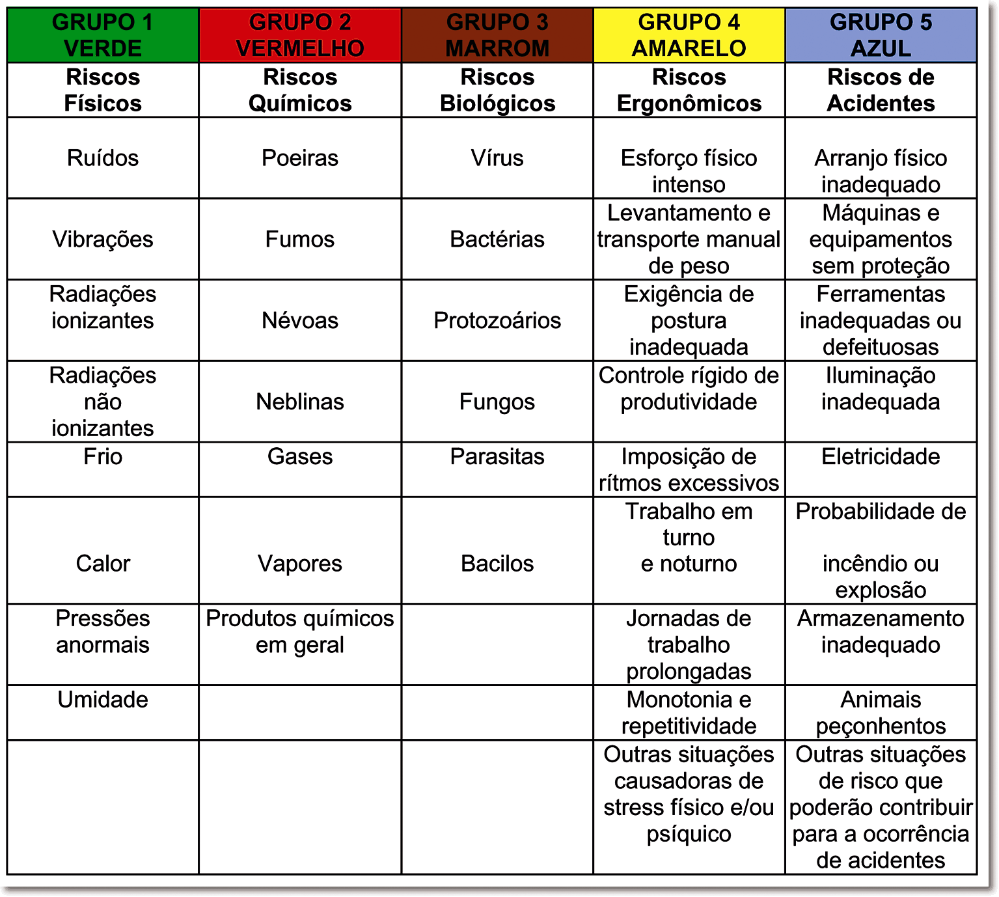 GRUPO 1
VERDE
GRUPO 2
VERMELHO
GRUPO 3
MARROM
GRUPO 4
AMARELO
GRUPO 5
AZUL
Riscos
Físicos
Riscos
Químicos
Riscos
Biológicos
Riscos
Ergonômicos
Riscos de
Acidentes
Ruídos
Poeiras
Vírus
Esforço físico
intenso
Arranjo físico
inadequado
Vibrações
Fumos
Bactérias
Levantamento e
transporte manual
de peso
Máquinas e
equipamentos
sem proteção
Radiações
ionizantes
Névoas
Protozoários
Exigência de
postura
inadequada
Ferramentas
inadequadas ou
defeituosas
Radiações
não
ionizantes
Neblinas
Fungos
Controle rígido de
produtividade
Iluminação
inadequada
Frio
Gases
Parasitas
Imposição de
rítmos excessivos
Eletricidade
Calor
Vapores
Bacilos
Trabalho em
turno
e noturno
Probabilidade de
incêndio ou
explosão
Pressões
anormais
Produtos químicos
em geral
Jornadas de
trabalho
prolongadas
Armazenamento
inadequado
Umidade
Monotonia e
repetitividade
Animais
peçonhentos
Outras situações
causadoras de
stress físico e/ou
psíquico
Outras situações
de risco que
poderão contribuir
para a ocorrência
de acidentes